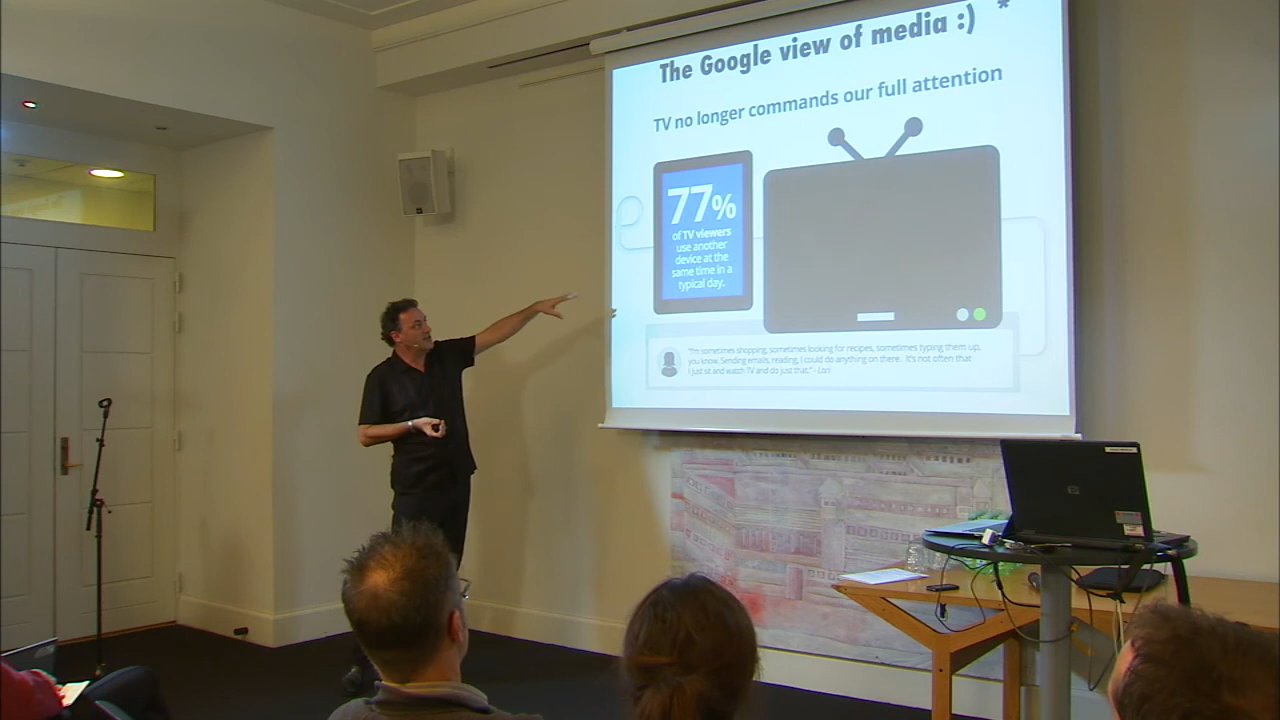 The Google view of media :) *
TV no longer commands our full attention
77%
of TV viewers
use another
device at the
same time in a
typical day.
"I'm sometimes shopping, sometimes looking for recipes, sometimes typing them up,
you know, Sending emails, reading, I could do anything on there. It's not often that
I just sit and watch TV and do just that." - Lori
hp